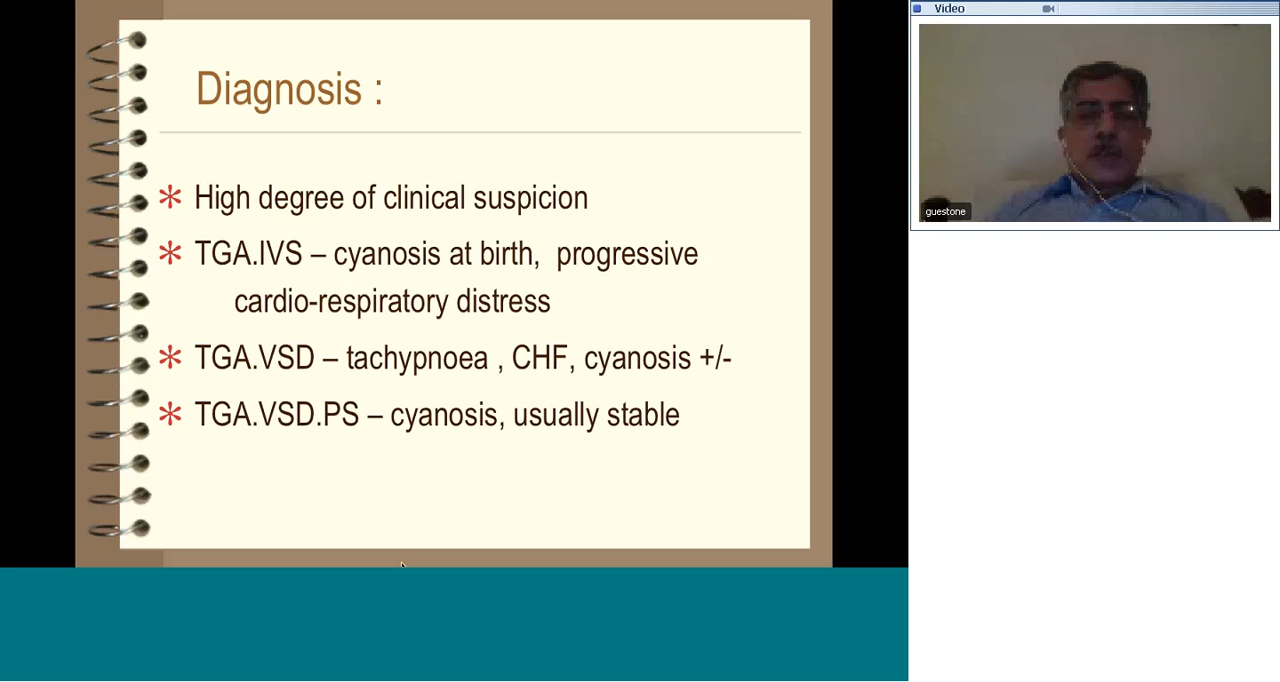 Diagnosis :
* High degree of clinical suspicion
* TGA.IVS – cyanosis at birth, progressive
cardio-respiratory distress
* TGA.VSD – tachypnoea , CHF, cyanosis +/-
* TGA.VSD.PS – cyanosis, usually stable
Video
guestone